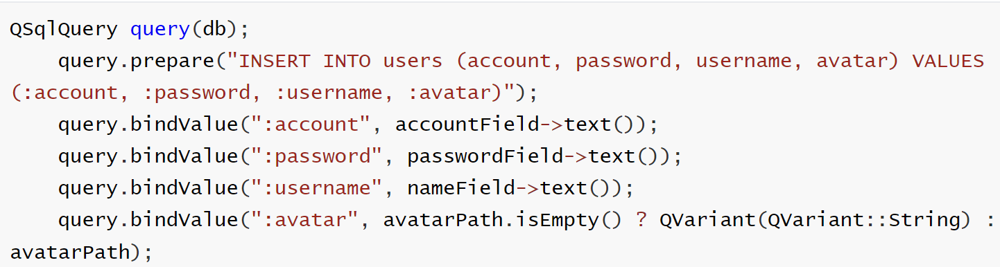 QSqlQuery query(db);
    query.prepare("INSERT INTO users (account, password, username, avatar) VALUES
(:account, :password, :username, :avatar)");
    query.bindValue(":account", accountField->text());
    query.bindValue(":password", passwordField->text());
    query.bindValue(":username", nameField->text());
    query.bindValue(":avatar", avatarPath.isEmpty() ? QVariant(QVariant::String) :
avatarPath);